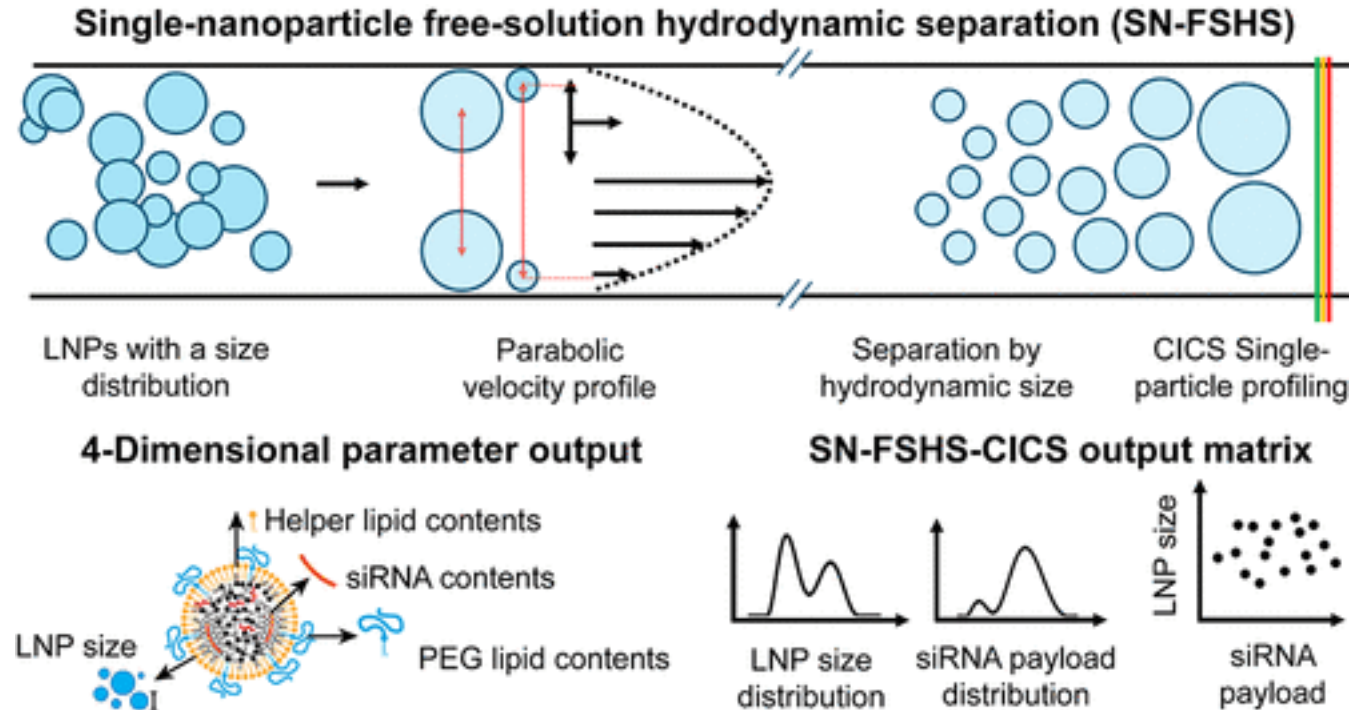 Single-nanoparticle free-solution hydrodynamic separation (SN-FSHS)
LNPs with a size
distribution
Parabolic
velocity profile
Separation by
hydrodynamic size
CICS Single-
particle profiling
4-Dimensional parameter output
Helper lipid contents
siRNA contents
LNP size
PEG lipid contents
SN-FSHS-CICS output matrix
LNP size
distribution
siRNA payload
distribution
LNP size
siRNA
payload